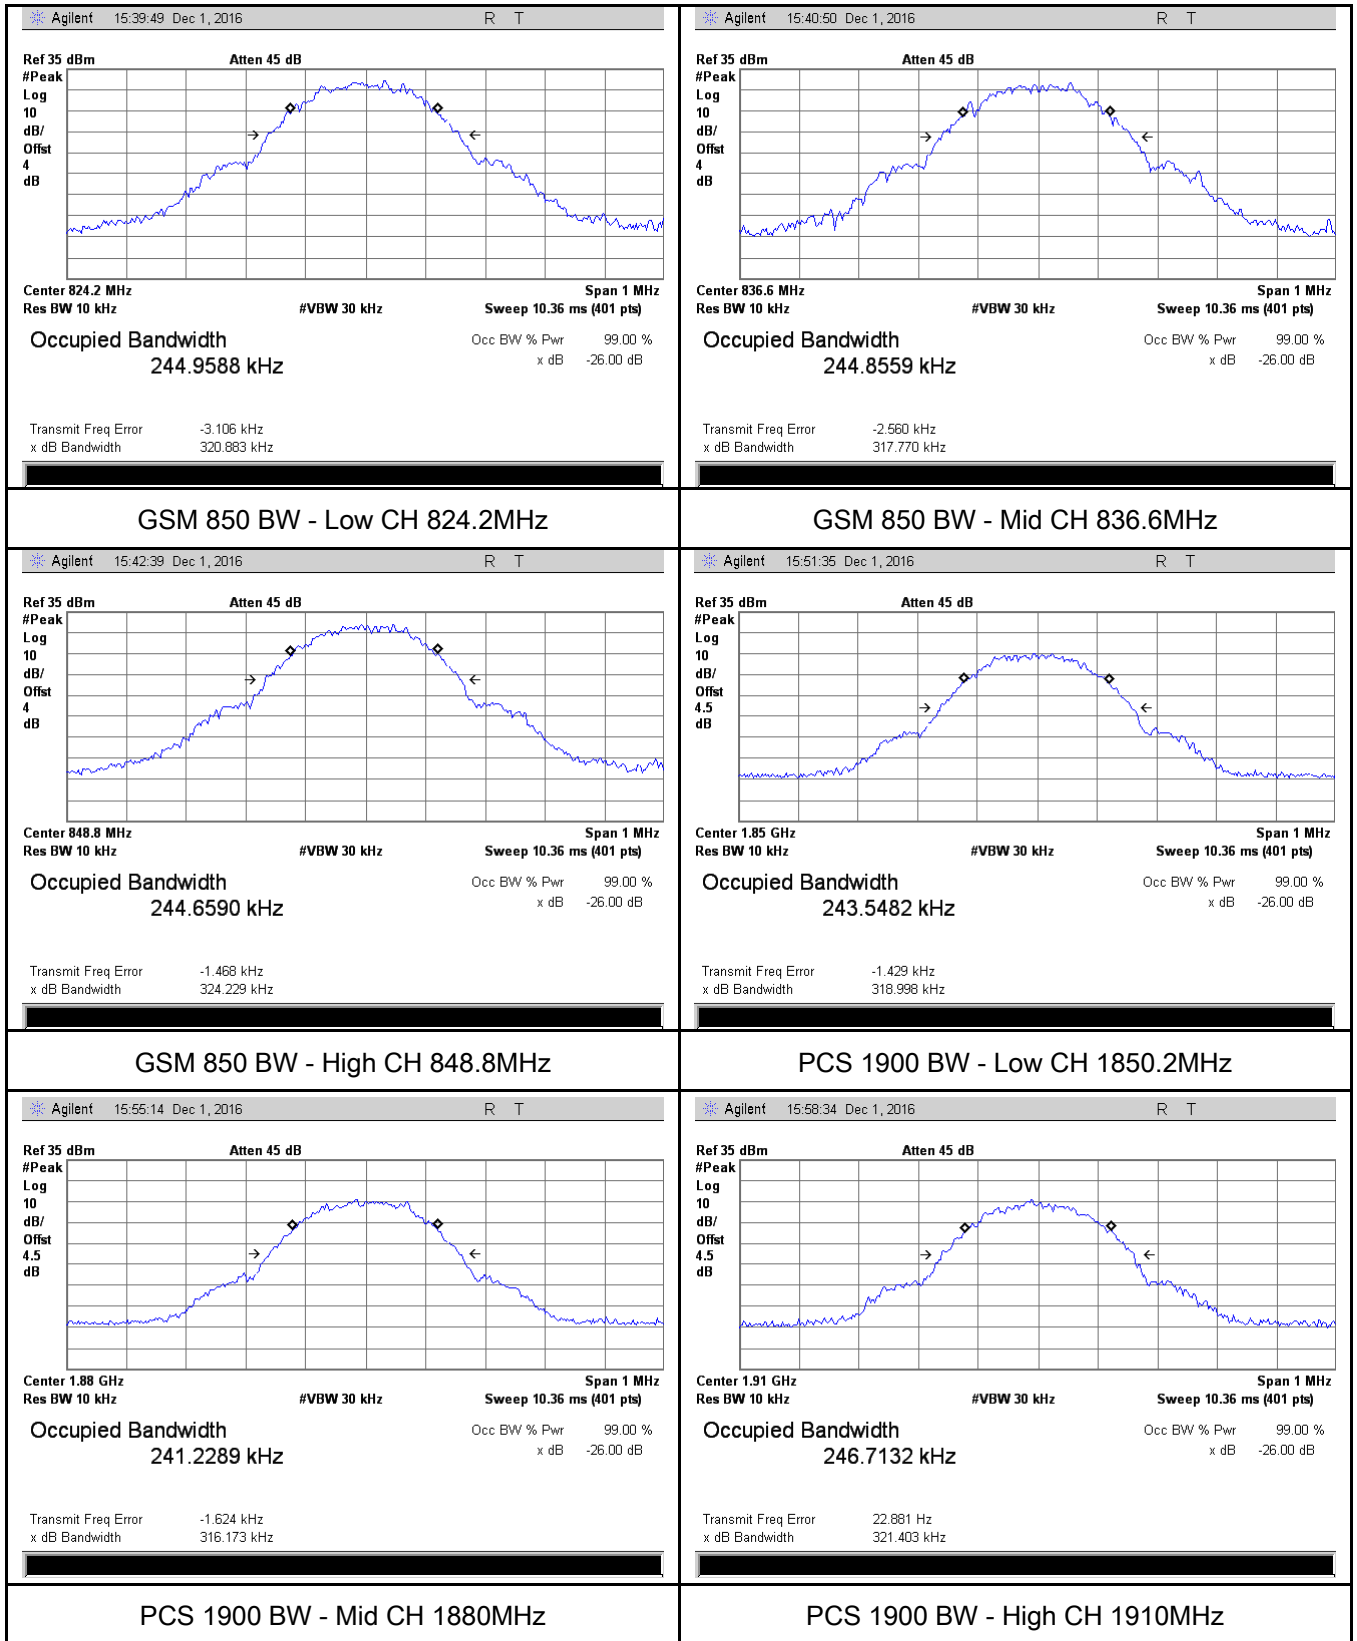 Agilent 15:39:49 Dec 1, 2016 R T
Ref 35 dBm Atten 45 dB
#Peak
Log
10
dB/
Offst
4
dB
Center 824.2 MHz Span 1 MHz
Res BW 10 kHz #VBW 30 kHz Sweep 10.36 ms (401 pts)
Occupied Bandwidth Occ BW % Pwr 99.00 %
244.9588 kHz x dB -26.00 dB
Transmit Freq Error -3.106 kHz
x dB Bandwidth 320.883 kHz
GSM 850 BW - Low CH 824.2MHz
Agilent 15:40:50 Dec 1, 2016 R T
Ref 35 dBm Atten 45 dB
#Peak
Log
10
dB/
Offst
4
dB
Center 836.6 MHz Span 1 MHz
Res BW 10 kHz #VBW 30 kHz Sweep 10.36 ms (401 pts)
Occupied Bandwidth Occ BW % Pwr 99.00 %
244.8559 kHz x dB -26.00 dB
Transmit Freq Error -2.560 kHz
x dB Bandwidth 317.770 kHz
GSM 850 BW - Mid CH 836.6MHz
Agilent 15:42:39 Dec 1, 2016 R T
Ref 35 dBm Atten 45 dB
#Peak
Log
10
dB/
Offst
4
dB
Center 848.8 MHz Span 1 MHz
Res BW 10 kHz #VBW 30 kHz Sweep 10.36 ms (401 pts)
Occupied Bandwidth Occ BW % Pwr 99.00 %
244.6590 kHz x dB -26.00 dB
Transmit Freq Error -1.468 kHz
x dB Bandwidth 324.229 kHz
GSM 850 BW - High CH 848.8MHz
Agilent 15:51:35 Dec 1, 2016 R T
Ref 35 dBm Atten 45 dB
#Peak
Log
10
dB/
Offst
4.5
dB
Center 1.85 GHz Span 1 MHz
Res BW 10 kHz #VBW 30 kHz Sweep 10.36 ms (401 pts)
Occupied Bandwidth Occ BW % Pwr 99.00 %
243.5482 kHz x dB -26.00 dB
Transmit Freq Error -1.429 kHz
x dB Bandwidth 318.998 kHz
PCS 1900 BW - Low CH 1850.2MHz
Agilent 15:55:14 Dec 1, 2016 R T
Ref 35 dBm Atten 45 dB
#Peak
Log
10
dB/
Offst
4.5
dB
Center 1.88 GHz Span 1 MHz
Res BW 10 kHz #VBW 30 kHz Sweep 10.36 ms (401 pts)
Occupied Bandwidth Occ BW % Pwr 99.00 %
241.2289 kHz x dB -26.00 dB
Transmit Freq Error -1.624 kHz
x dB Bandwidth 316.173 kHz
PCS 1900 BW - Mid CH 1880MHz
Agilent 15:58:34 Dec 1, 2016 R T
Ref 35 dBm Atten 45 dB
#Peak
Log
10
dB/
Offst
4.5
dB
Center 1.91 GHz Span 1 MHz
Res BW 10 kHz #VBW 30 kHz Sweep 10.36 ms (401 pts)
Occupied Bandwidth Occ BW % Pwr 99.00 %
246.7132 kHz x dB -26.00 dB
Transmit Freq Error 22.881 Hz
x dB Bandwidth 321.403 kHz
PCS 1900 BW - High CH 1910MHz